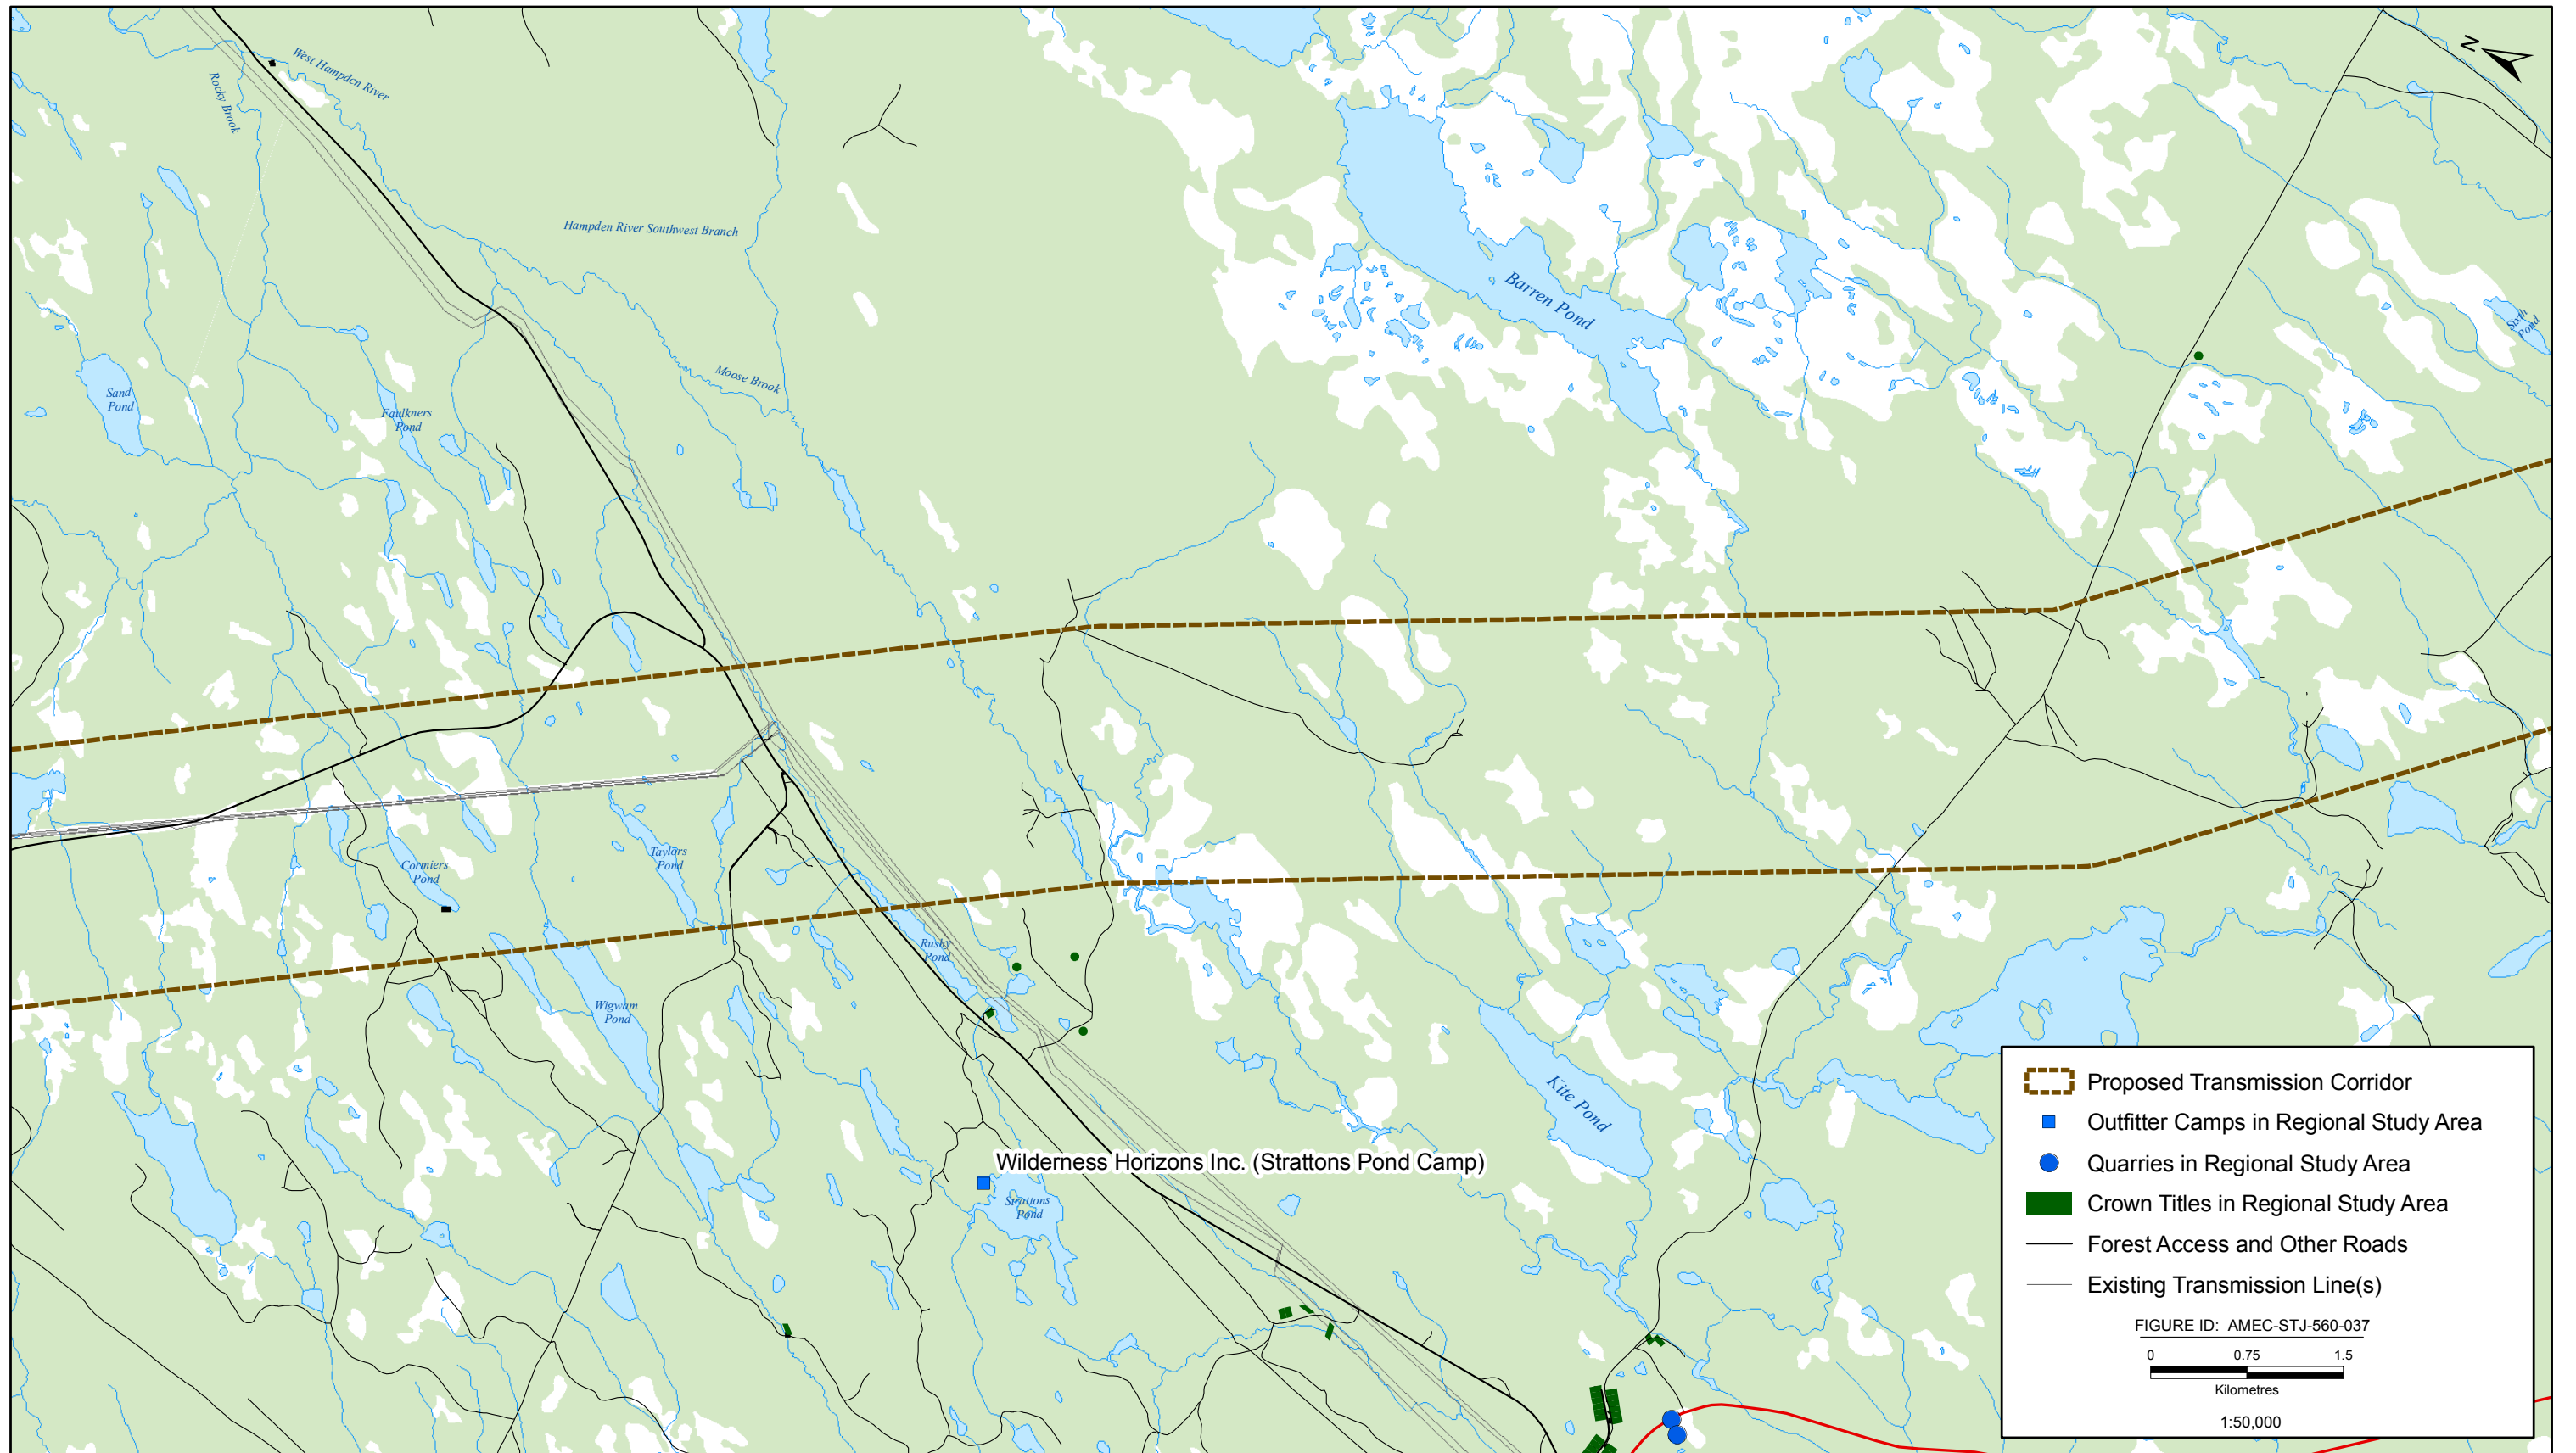 N
West Hampden River
Rocky Brook
Hampden River Southwest Branch
Barren Pond
Sixth
Pond
Moose Brook
Sand
Pond
Faulkners
Pond
Cormiers
Pond
Taylors
Pond
Rushy
Pond
Wigwam
Pond
Kite Pond
Wilderness Horizons Inc. (Strattons Pond Camp)
Strattons
Pond
Proposed Transmission Corridor
Outfitter Camps in Regional Study Area
Quarries in Regional Study Area
Crown Titles in Regional Study Area
Forest Access and Other Roads
Existing Transmission Line(s)
FIGURE ID: AMEC-STJ-560-037
0 0.75 1.5
Kilometres
1:50,000